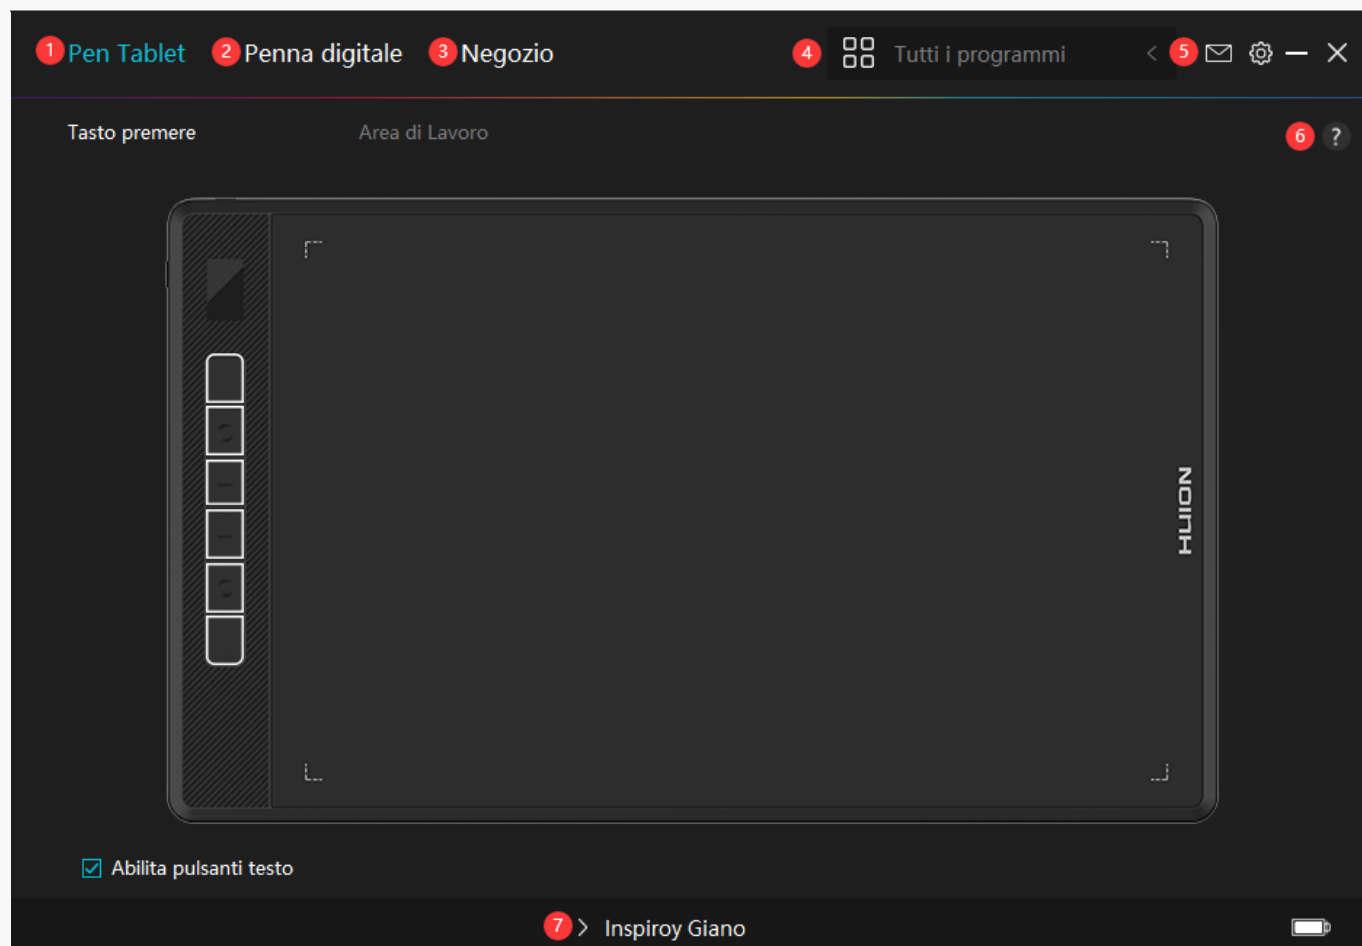 1 Pen Tablet 2 Penna digitale 3 Negozio 4 Tutti i programmi 5
Tasto premere Area di Lavoro 6 ?
HUION
Abilita pulsanti testo
7 > Inspiroy Giano